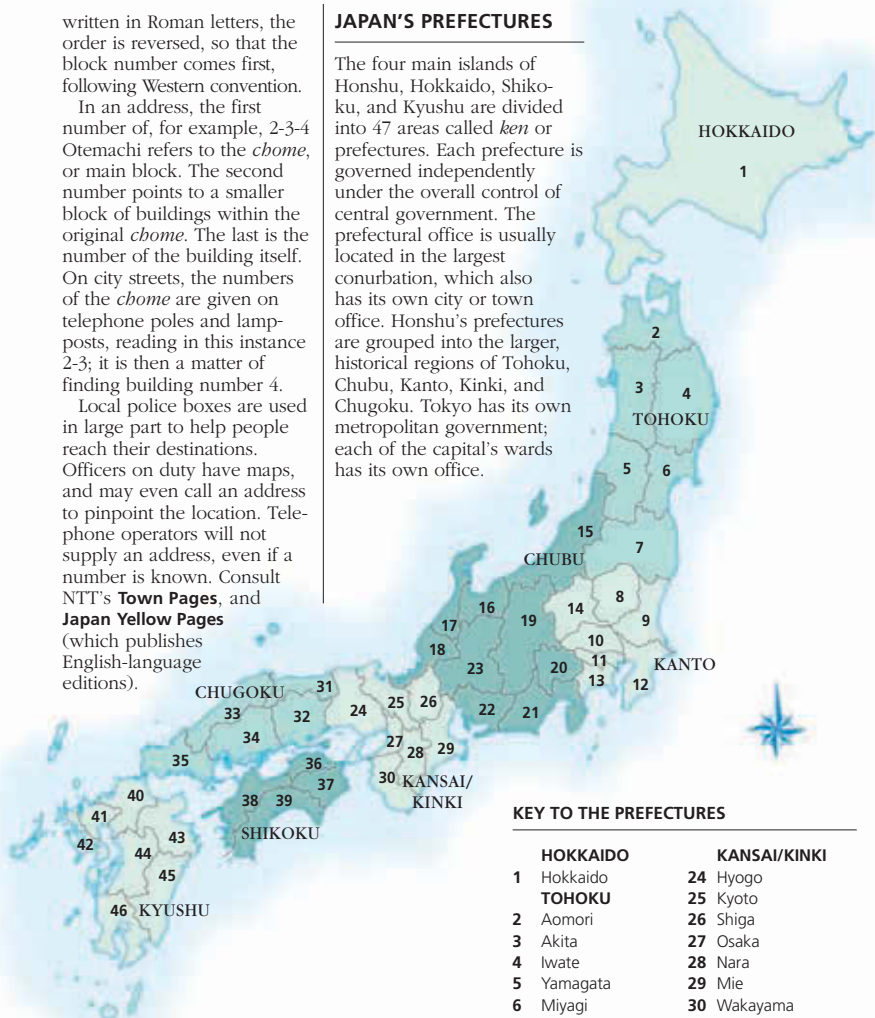 written in Roman letters, the
order is reversed, so that the
block number comes first,
following Western convention.
In an address, the first
number of, for example, 2-3-4
Otemachi refers to the chome,
or main block. The second
number points to a smaller
block of buildings within the
original chome. The last is the
number of the building itself.
On city streets, the numbers
of the chome are given on
telephone poles and lamp-
posts, reading in this instance
2-3; it is then a matter of
finding building number 4.
Local police boxes are used
in large part to help people
reach their destinations.
Officers on duty have maps,
and may even call an address
to pinpoint the location. Tele-
phone operators will not
supply an address, even if a
number is known. Consult
NTT's Town Pages, and
Japan Yellow Pages
(which publishes
English-language
editions).
JAPAN'S PREFECTURES
The four main islands of
Honshu, Hokkaido, Shiko-
ku, and Kyushu are divided
into 47 areas called ken or
prefectures. Each prefecture is
governed independently
under the overall control of
central government. The
prefectural office is usually
located in the largest
conurbation, which also
has its own city or town
office. Honshu's prefectures
are grouped into the larger,
historical regions of Tohoku,
Chubu, Kanto, Kinki, and
Chugoku. Tokyo has its own
metropolitan government;
each of the capital's wards
has its own office.
HOKKAIDO
1
2
3
4
TOHOKU
5
6
15
7
CHUBU
8
14
16
19
9
17
10
18
11
KANTO
23
20
13
12
31
CHUGOKU
25
26
33
32
24
22
21
34
27
28
29
35
36
30
KANSAI/
KINKI
37
38
39
40
SHIKOKU
41
42
43
44
45
46
KYUSHU
KEY TO THE PREFECTURES
HOKKAIDO
1 Hokkaido
TOHOKU
2 Aomori
3 Akita
4 Iwate
5 Yamagata
6 Miyagi
KANSAI/KINKI
24 Hyogo
25 Kyoto
26 Shiga
27 Osaka
28 Nara
29 Mie
30 Wakayama